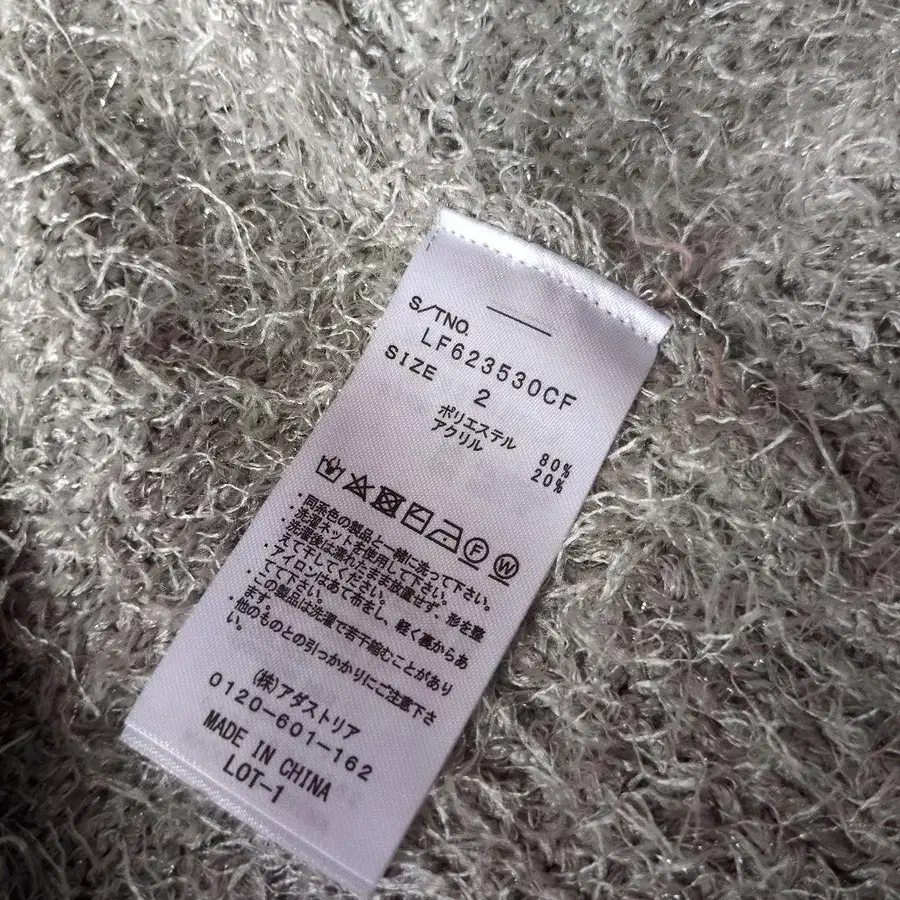 S/TNO.
LF623530CF
SIZE
2
ポリエステル 80%
アクリル 20%
F W
・同系色の製品と一緒に洗って下さい。
・洗濯ネットを使用して下さい。
・洗濯後は濡れたまま放置せず、形を整
えて干してください。
・アイロンはあて布をし、軽く裏からあ
てて下さい。
・この製品は洗濯で若干縮むことがあり
ます。
・他のものとの引っかかりにご注意下さ
い。
(株)アダストリア
0120-601-162
MADE IN CHINA
LOT-1